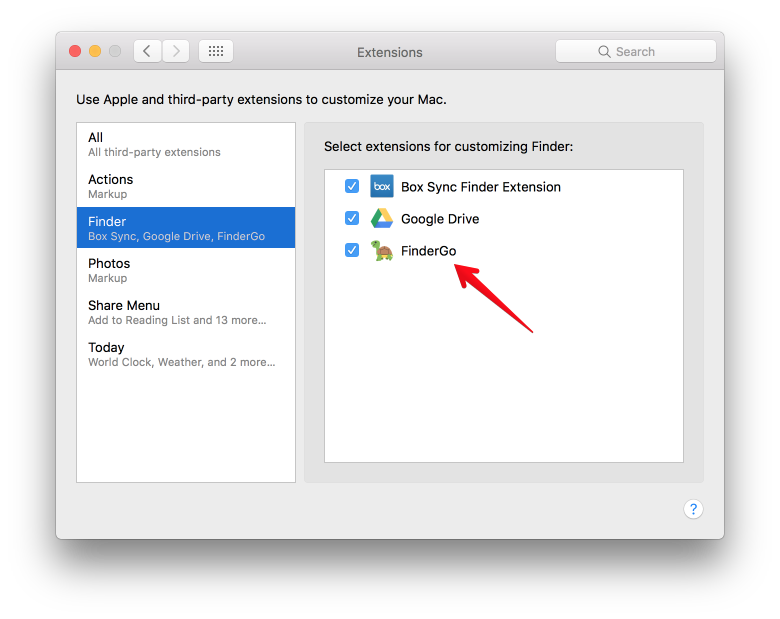 Extensions
Search
Use Apple and third-party extensions to customize your Mac.
All
All third-party extensions
Actions
Markup
Finder
Box Sync, Google Drive, FinderGo
Photos
Markup
Share Menu
Add to Reading List and 13 more...
Today
World Clock, Weather, and 2 more...
Select extensions for customizing Finder:
box Box Sync Finder Extension
Google Drive
FinderGo
?